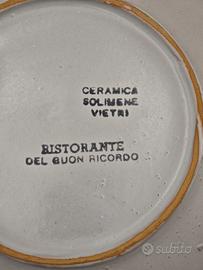 CERAMICA
SOLIMENE
VIETRI
RISTORANTE
DEL BUON RICORDO
subito